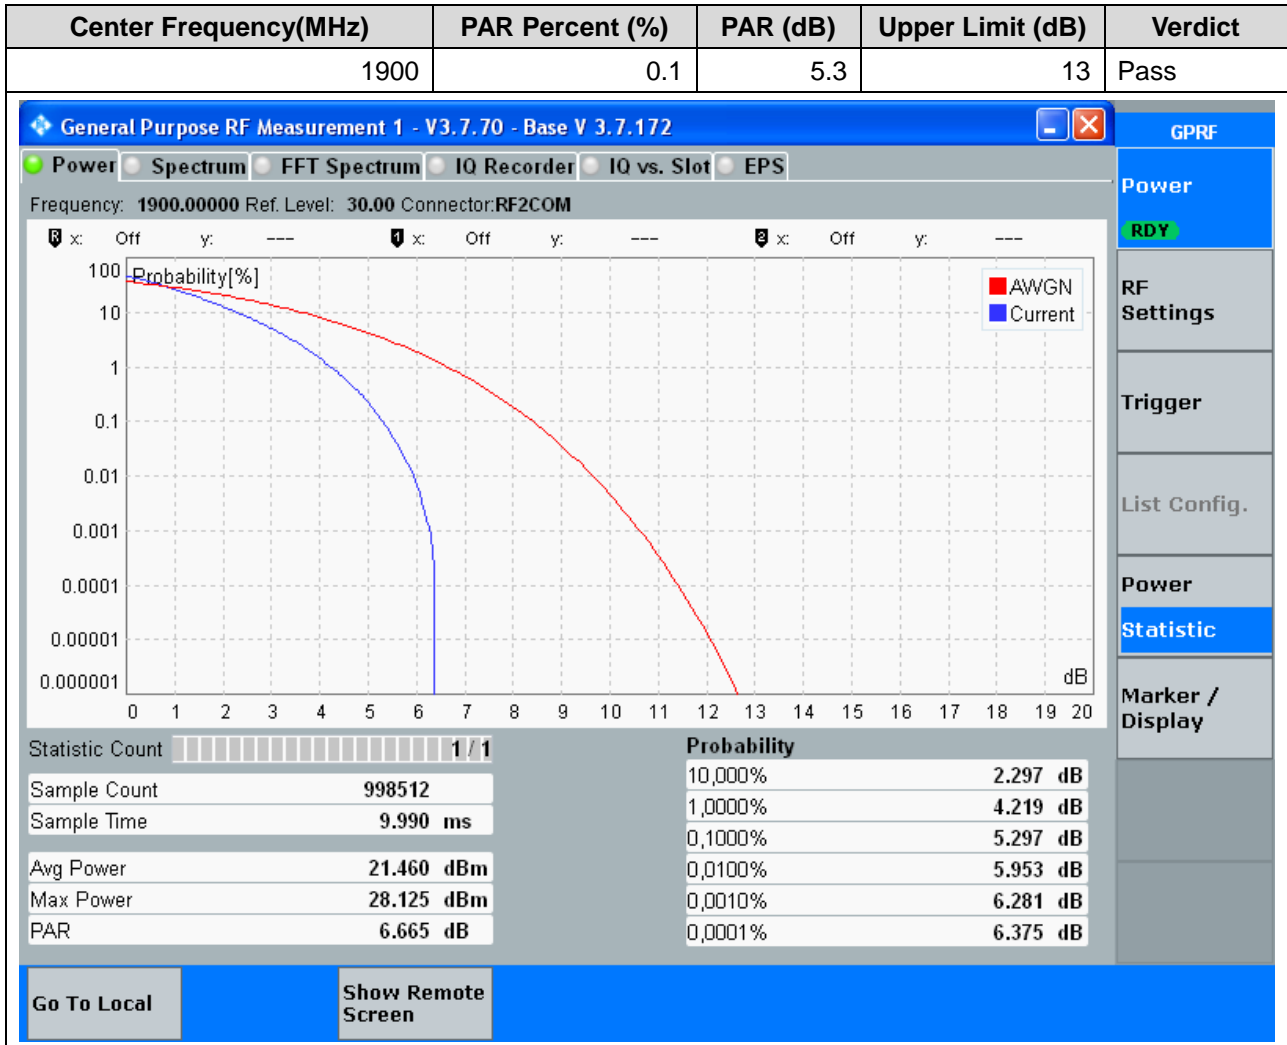 Center Frequency(MHz) PAR Percent (%) PAR (dB) Upper Limit (dB) Verdict
1900 0.1 5.3 13 Pass
General Purpose RF Measurement 1 - V3.7.70 - Base V 3.7.172
GPRF
Power Spectrum FFT Spectrum IQ Recorder IQ vs. Slot EPS
Frequency: 1900.00000 Ref. Level: 30.00 Connector:RF2COM
R x: Off y: --- 1 x: Off y: --- 2 x: Off y: ---
Probability[%]
AWGN
Current
100
10
1
0.1
0.01
0.001
0.0001
0.00001
0.000001
dB
0 1 2 3 4 5 6 7 8 9 10 11 12 13 14 15 16 17 18 19 20
Statistic Count 1 / 1
Sample Count 998512
Sample Time 9.990 ms
Avg Power 21.460 dBm
Max Power 28.125 dBm
PAR 6.665 dB
Probability
10,000% 2.297 dB
1,0000% 4.219 dB
0,1000% 5.297 dB
0,0100% 5.953 dB
0,0010% 6.281 dB
0,0001% 6.375 dB
Power
RDY
RF
Settings
Trigger
List Config.
Power
Statistic
Marker /
Display
Go To Local
Show Remote
Screen